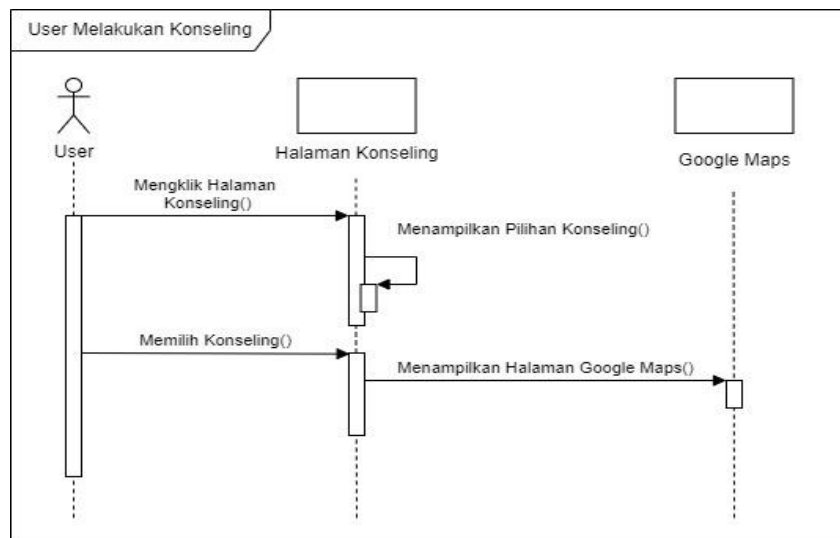 User Melakukan Konseling
User
Halaman Konseling
Google Maps
Mengklik Halaman
Konseling()
Menampilkan Pilihan Konseling()
Memilih Konseling()
Menampilkan Halaman Google Maps()